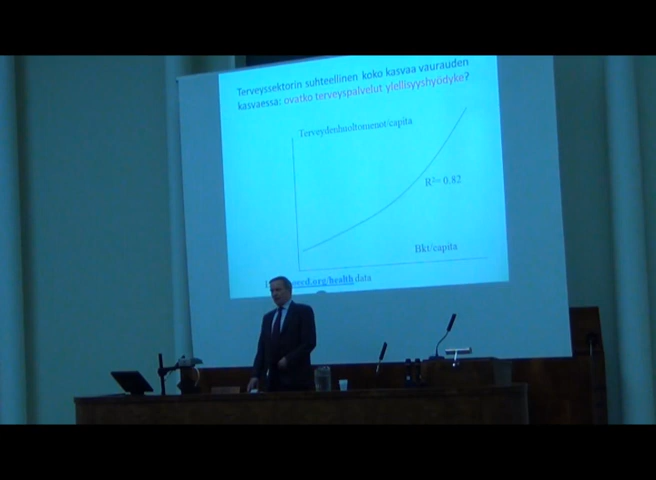 Terveyssektorin suhteellinen koko kasvaa vaurauden
kasvaessa: ovatko terveyspalvelut ylellisyyshyödyke?
Terveydenhuoltomenot/capita
R²= 0.82
Bkt/capita
oecd.org/health data